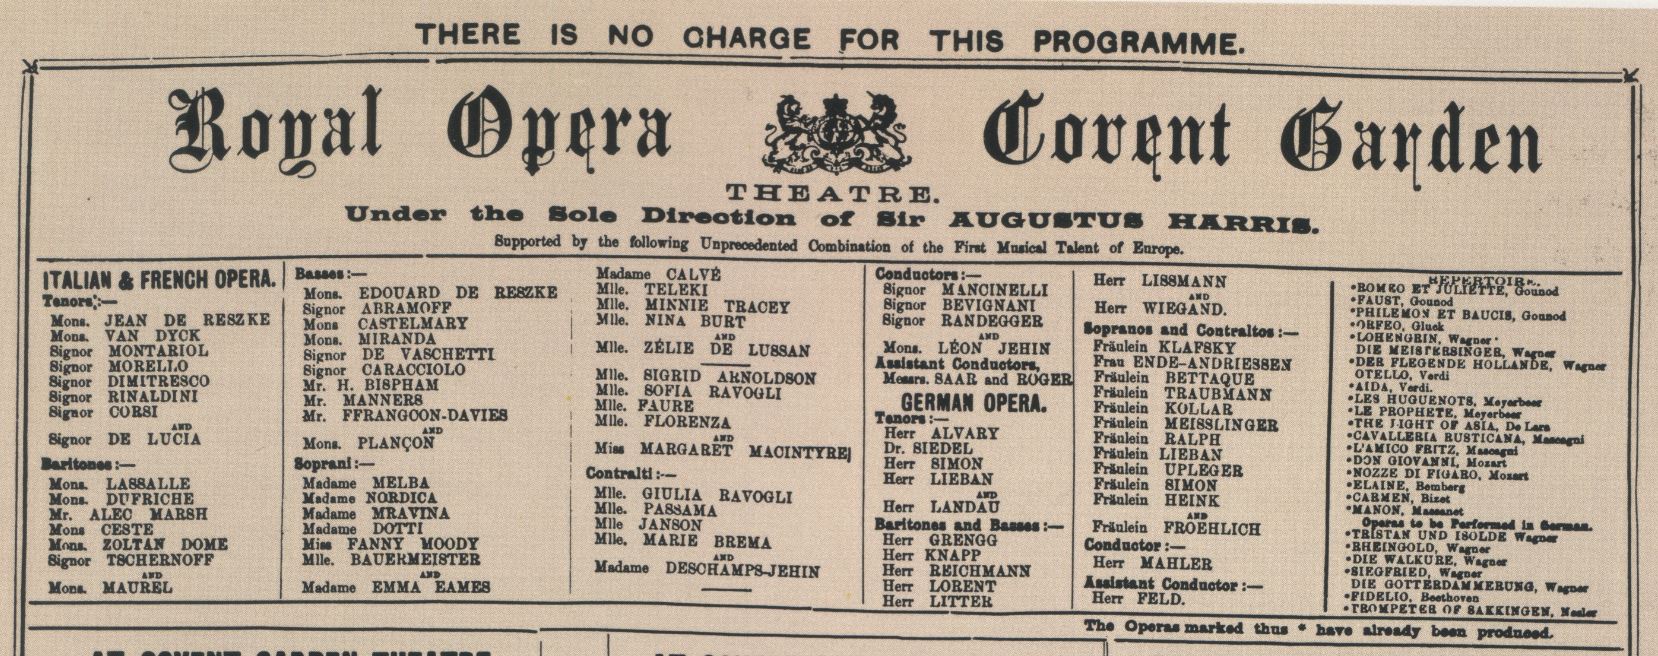 THERE IS NO CHARGE FOR THIS PROGRAMME.
Royal Opera Covent Garden
THEATRE.
Under the Sole Direction of Sir AUGUSTUS HARRIS.
Supported by the following Unprecedented Combination of the First Musical Talent of Europe.
ITALIAN & FRENCH OPERA.
Tenors:—
Mons. JEAN DE RESZKE
Mons. VAN DYCK
Signor MONTARIOL
Signor MORELLO
Signor DIMITRESCO
Signor RINALDINI
Signor CORSI
AND
Signor DE LUCIA
Baritones:—
Mons. LASSALLE
Mons. DUFRICHE
Mr. ALEC MARSH
Mons CESTE
Mons. ZOLTAN DOME
Signor TSCHERNOFF
AND
Mons. MAUREL
Basses:—
Mons. EDOUARD DE RESZKE
Signor ABRAMOFF
Mons CASTELMARY
Mons. MIRANDA
Signor DE VASCHETTI
Signor CARACCIOLO
Mr. H. BISPHAM
Mr. MANNERS
Mr. FFRANGCON-DAVIES
AND
Mons. PLANÇON
Soprani:—
Madame MELBA
Madame NORDICA
Madame MRAVINA
Madame DOTTI
Miss FANNY MOODY
Mlle. BAUERMEISTER
AND
Madame EMMA EAMES
Madame CALVÉ
Mlle. TELEKI
Mlle. MINNIE TRACEY
Mlle. NINA BURT
AND
Mlle. ZÉLIE DE LUSSAN
Mlle. SIGRID ARNOLDSON
Mlle. SOFIA RAVOGLI
Mlle. FAURE
Mlle. FLORENZA
AND
Miss MARGARET MACINTYRE
Contralti:—
Mlle. GIULIA RAVOGLI
Mlle. PASSAMA
Mlle JANSON
Mlle. MARIE BREMA
AND
Madame DESCHAMPS-JEHIN
Conductors:—
Signor MANCINELLI
Signor BEVIGNANI
Signor RANDEGGER
AND
Mons. LÉON JEHIN
Assistant Conductors,
Messrs. SAAR and ROGER
GERMAN OPERA.
Tenors:—
Herr ALVARY
Dr. SIEDEL
Herr SIMON
Herr LIEBAN
AND
Herr LANDAU
Baritones and Basses:—
Herr GRENGG
Herr KNAPP
Herr REICHMANN
Herr LORENT
Herr LITTER
Herr LISSMANN
AND
Herr WIEGAND.
Sopranos and Contraltos:—
Fräulein KLAFSKY
Frau ENDE-ANDRIESSEN
Fräulein BETTAQUE
Fräulein TRAUBMANN
Fräulein KOLLAR
Fräulein MEISSLINGER
Fräulein RALPH
Fräulein LIEBAN
Fräulein UPLEGER
Fräulein SIMON
Fräulein HEINK
AND
Fräulein FROEHLICH
Conductor:—
Herr MAHLER
Assistant Conductor:—
Herr FELD.
REPERTOIRE.
*ROMEO ET JULIETTE, Gounod
*FAUST, Gounod
*PHILEMON ET BAUCIS, Gounod
*ORFEO, Gluck
*LOHENGRIN, Wagner
DIE MEISTERSINGER, Wagner
*DER FLEGENDE HOLLANDE, Wagner
OTELLO, Verdi
*AIDA, Verdi.
*LES HUGUENOTS, Meyerbeer
*LE PROPHETE, Meyerbeer
*THE LIGHT OF ASIA, De Lara
*CAVALLERIA RUSTICANA, Mascagni
*L'AMICO FRITZ, Mascagni
*DON GIOVANNI, Mozart
*NOZZE DI FIGARO, Mozart
*ELAINE, Bemberg
*CARMEN, Bizet
*MANON, Massanet
Operas to be Performed in German.
*TRISTAN UND ISOLDE Wagner
*RHEINGOLD, Wagner
*DIE WALKURE, Wagner
*SIEGFRIED, Wagner
DIE GOTTERDAMMERUNG, Wagner
*FIDELIO, Beethoven
*TROMPETER OF SAKKINGEN, Nesler
The Operas marked thus * have already been produced.